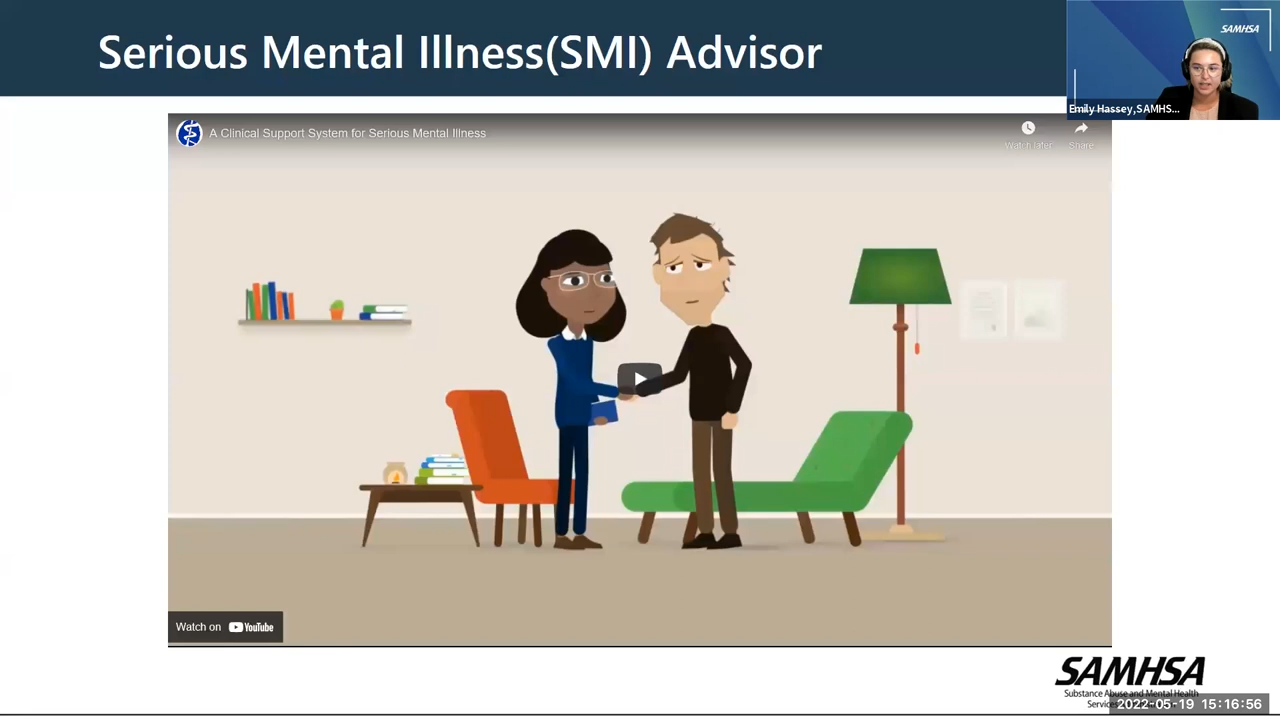 Serious Mental Illness(SMI) Advisor
SAMHSA
Emily Hassey,SAMHS...
A Clinical Support System for Serious Mental Illness
Watch later
Share
Watch on YouTube
SAMHSA
Substance Abuse and Mental Health
Services
2022-05-19 15:16:56